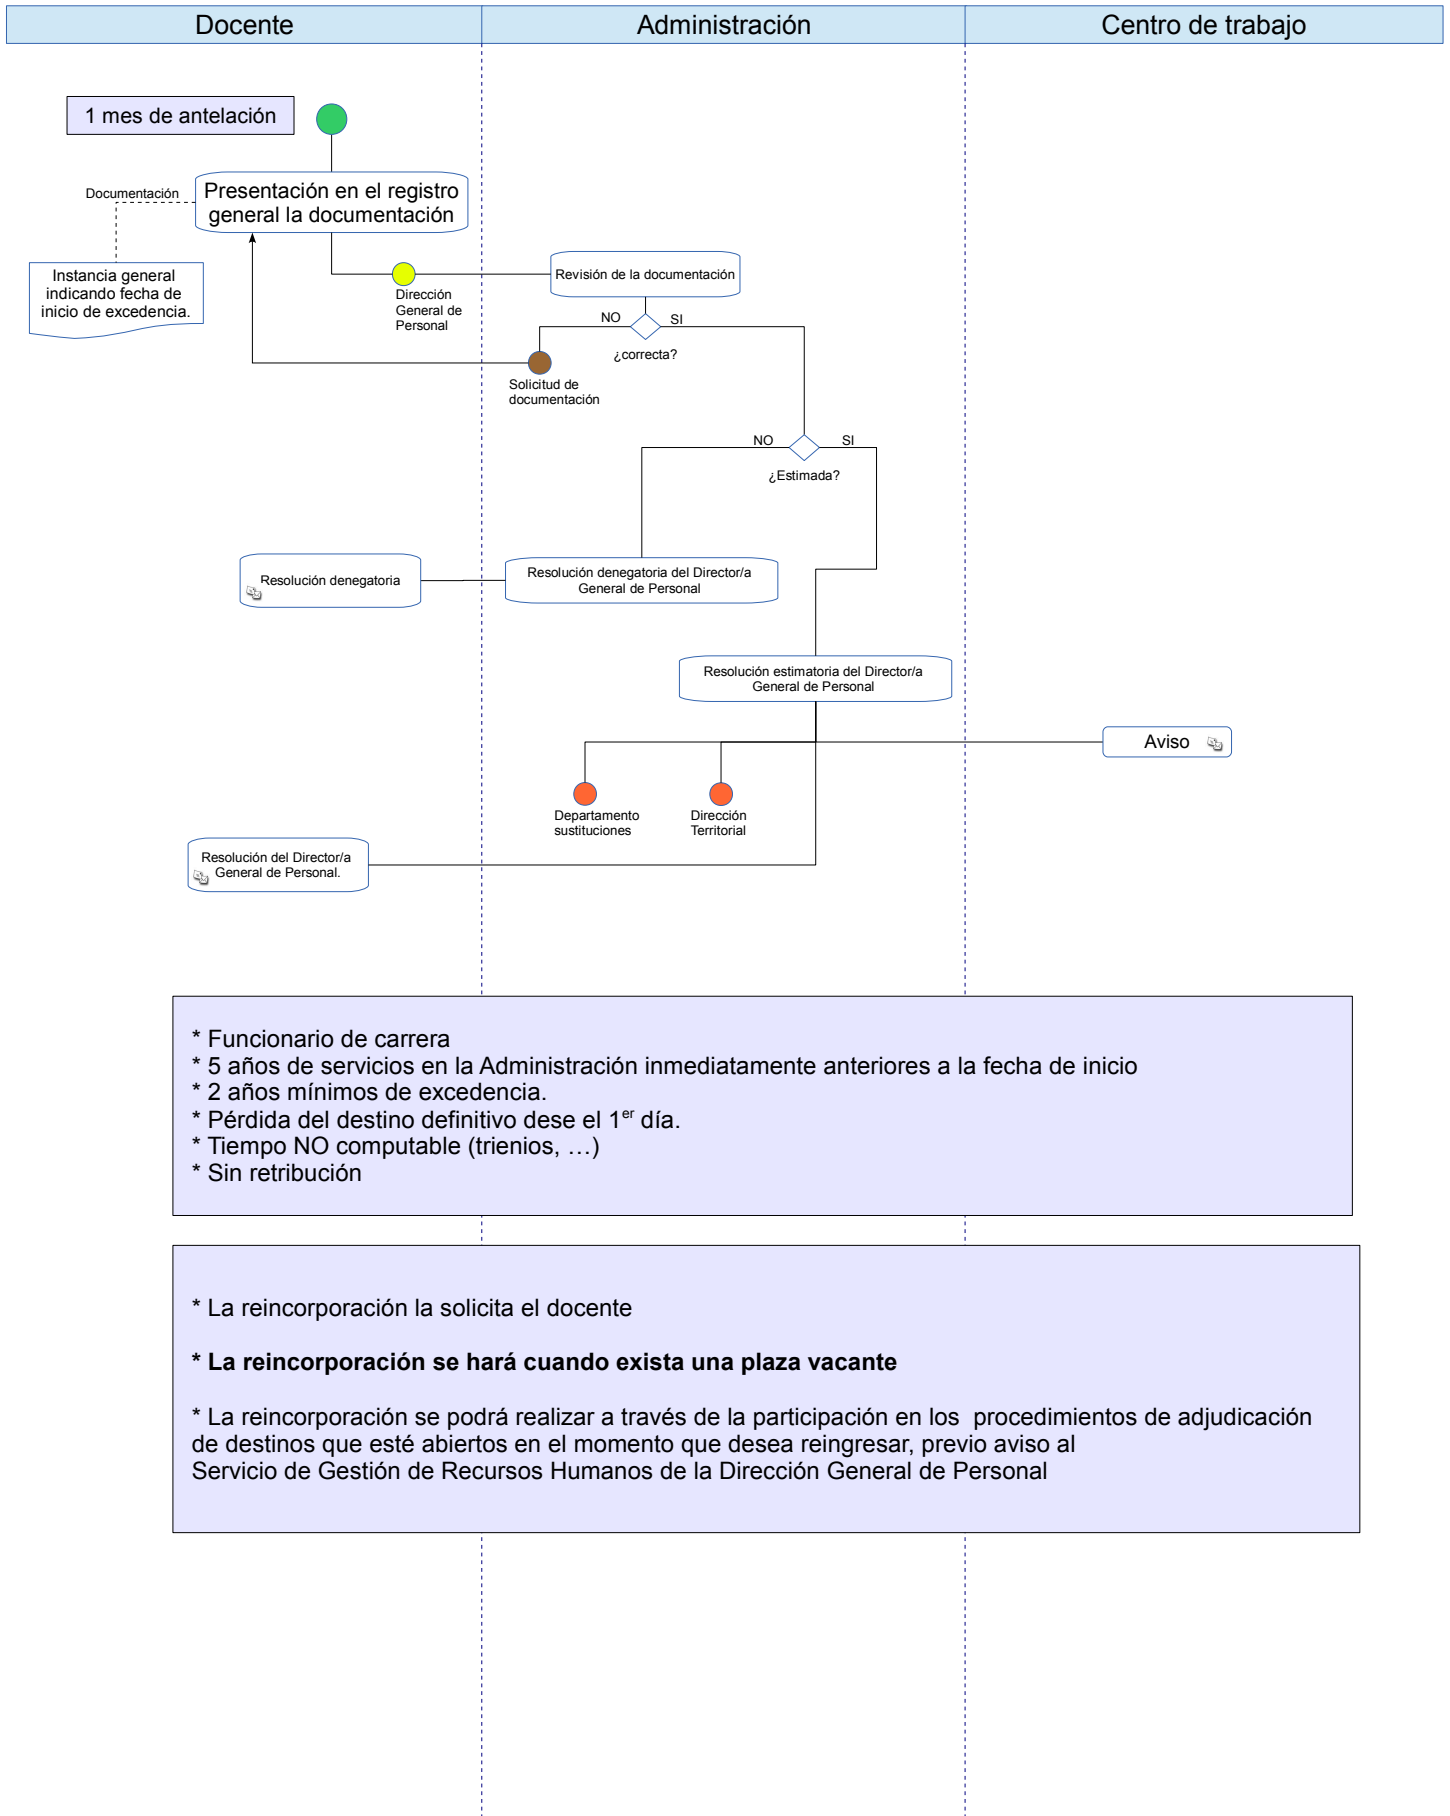 Docente
Administración
Centro de trabajo
1 mes de antelación
Documentación
Presentación en el registro
general la documentación
Instancia general
indicando fecha de
inicio de excedencia.
Dirección
General de
Personal
Revisión de la documentación
NO
SI
¿correcta?
Solicitud de
documentación
NO
SI
¿Estimada?
Resolución denegatoria
Resolución denegatoria del Director/a
General de Personal
Resolución estimatoria del Director/a
General de Personal
Aviso
Departamento
sustituciones
Dirección
Territorial
Resolución del Director/a
General de Personal.
* Funcionario de carrera
* 5 años de servicios en la Administración inmediatamente anteriores a la fecha de inicio
* 2 años mínimos de excedencia.
* Pérdida del destino definitivo dese el 1er día.
* Tiempo NO computable (trienios, …)
* Sin retribución
* La reincorporación la solicita el docente
* La reincorporación se hará cuando exista una plaza vacante
* La reincorporación se podrá realizar a través de la participación en los  procedimientos de adjudicación
de destinos que esté abiertos en el momento que desea reingresar, previo aviso al
Servicio de Gestión de Recursos Humanos de la Dirección General de Personal